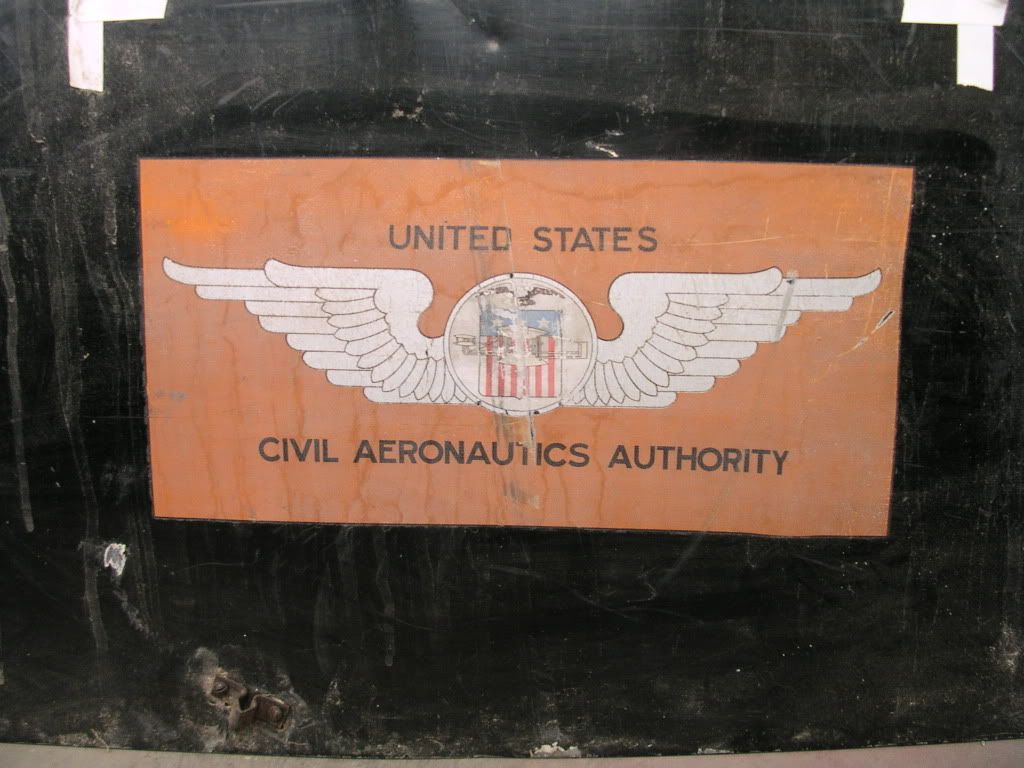 UNITED STATES
CIVIL AERONAUTICS AUTHORITY